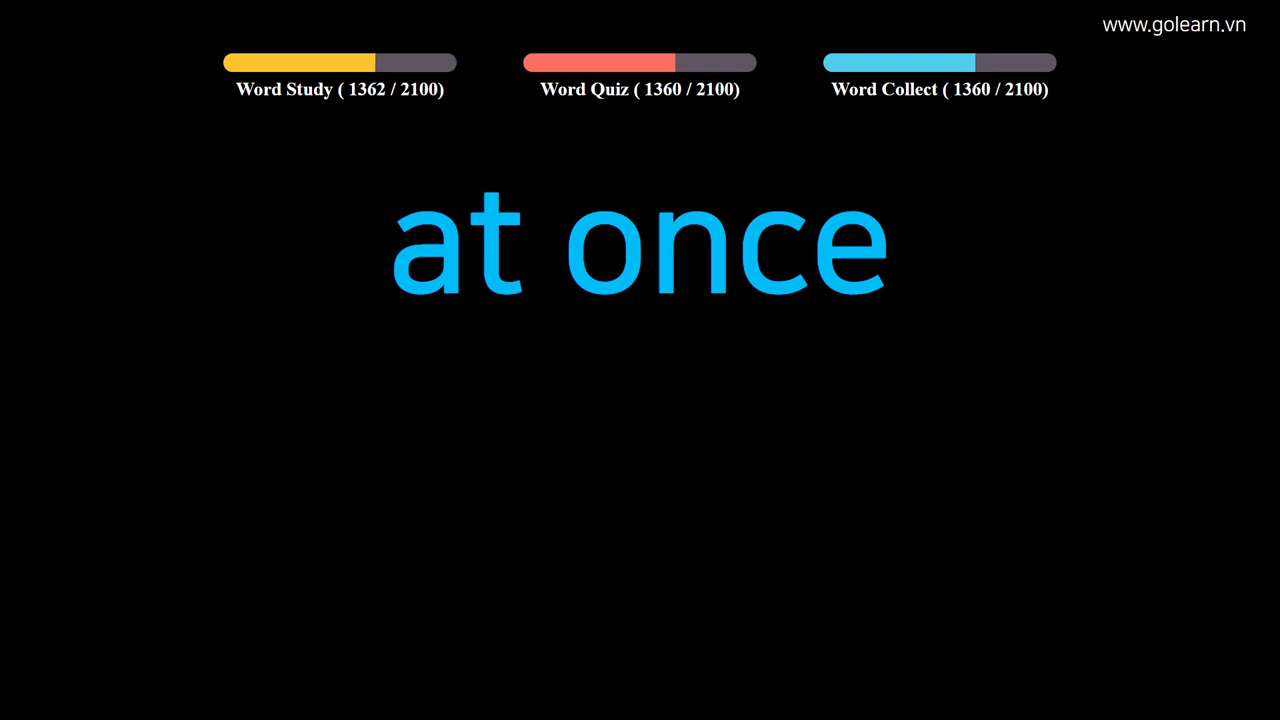 www.golearn.vn
Word Study ( 1362 / 2100)
Word Quiz ( 1360 / 2100)
Word Collect ( 1360 / 2100)
at once